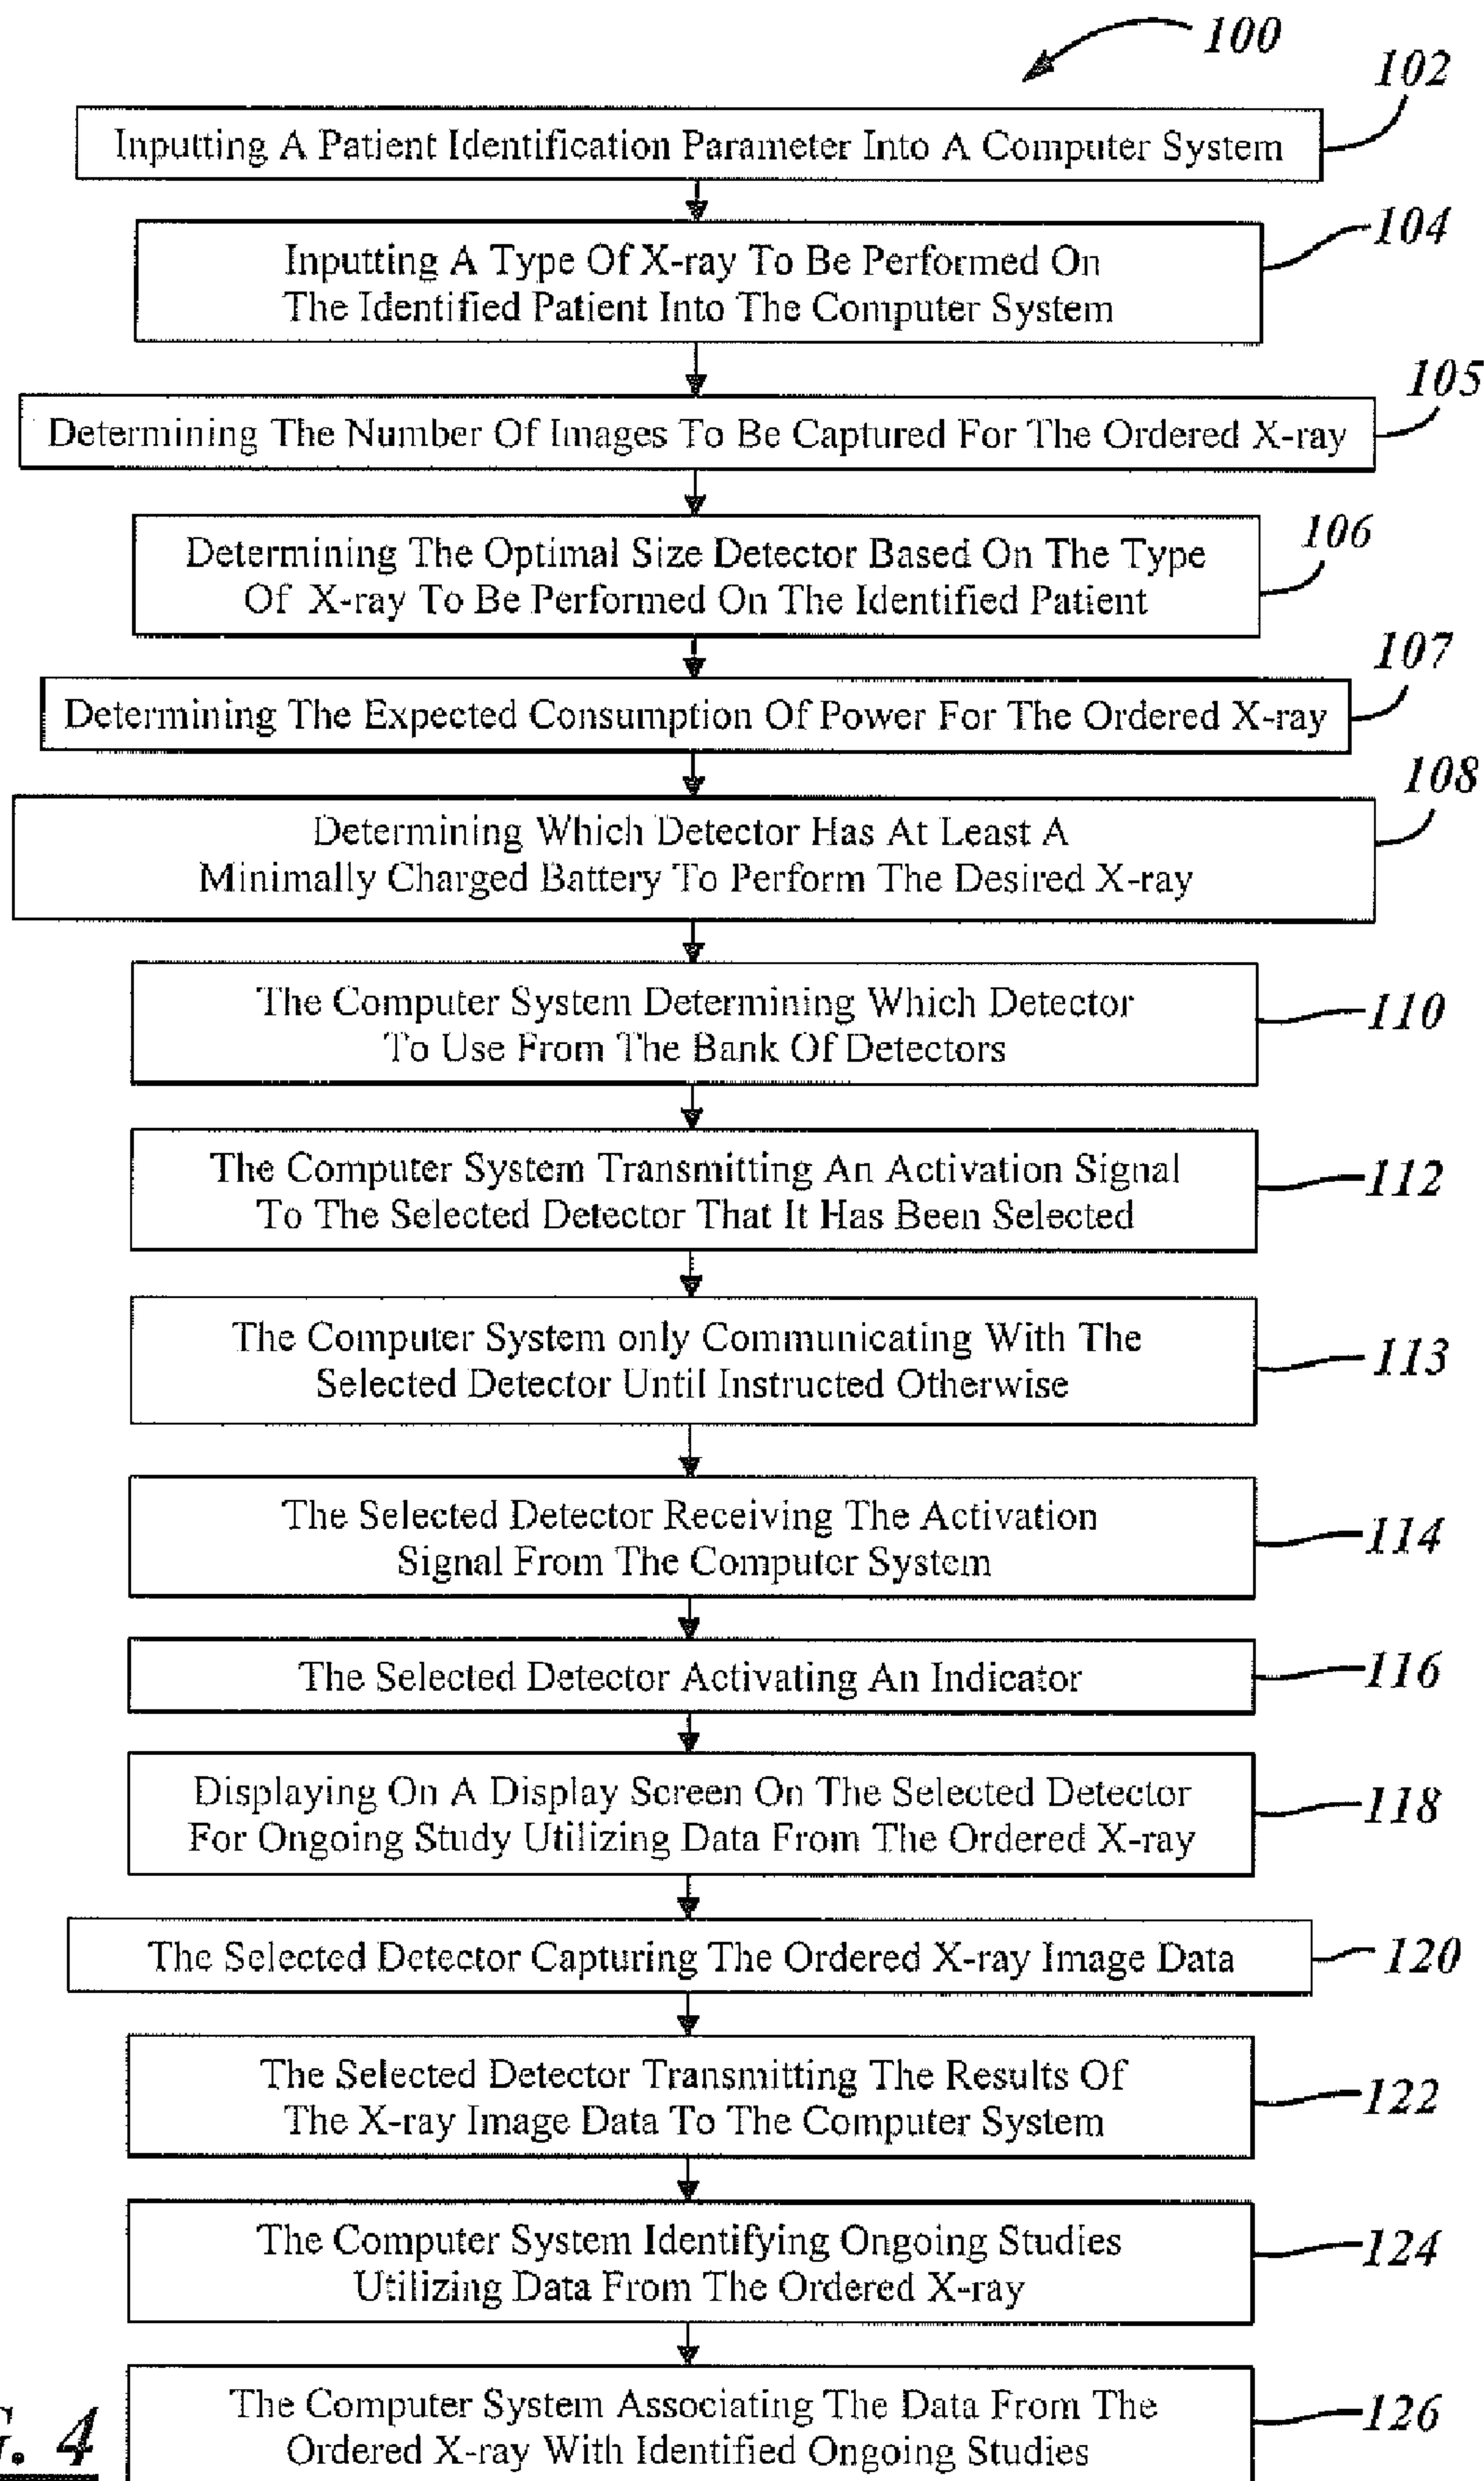 100
102
Inputting A Patient Identification Parameter Into A Computer System
104
Inputting A Type Of X-ray To Be Performed On
The Identified Patient Into The Computer System
105
Determining The Number Of Images To Be Captured For The Ordered X-ray
106
Determining The Optimal Size Detector Based On The Type
Of X-ray To Be Performed On The Identified Patient
107
Determining The Expected Consumption Of Power For The Ordered X-ray
108
Determining Which Detector Has At Least A
Minimally Charged Battery To Perform The Desired X-ray
The Computer System Determining Which Detector
To Use From The Bank Of Detectors
110
The Computer System Transmitting An Activation Signal
To The Selected Detector That It Has Been Selected
112
The Computer System only Communicating With The
Selected Detector Until Instructed Otherwise
113
The Selected Detector Receiving The Activation
Signal From The Computer System
114
The Selected Detector Activating An Indicator
116
Displaying On A Display Screen On The Selected Detector
For Ongoing Study Utilizing Data From The Ordered X-ray
118
The Selected Detector Capturing The Ordered X-ray Image Data
120
The Selected Detector Transmitting The Results Of
The X-ray Image Data To The Computer System
122
The Computer System Identifying Ongoing Studies
Utilizing Data From The Ordered X-ray
124
The Computer System Associating The Data From The
Ordered X-ray With Identified Ongoing Studies
126
G. 4